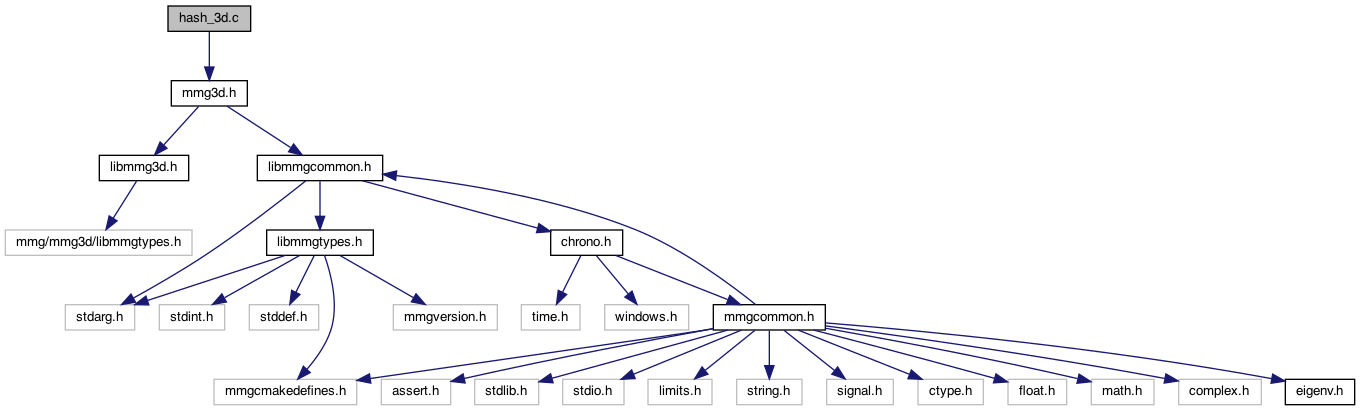 hash_3d.c
mmg3d.h
libmmg3d.h
libmmgcommon.h
mmg/mmg3d/libmmgtypes.h
libmmgtypes.h
chrono.h
stdarg.h
stdint.h
stddef.h
mmgversion.h
time.h
windows.h
mmgcommon.h
mmgcmakedefines.h
assert.h
stdlib.h
stdio.h
limits.h
string.h
signal.h
ctype.h
float.h
math.h
complex.h
eigenv.h